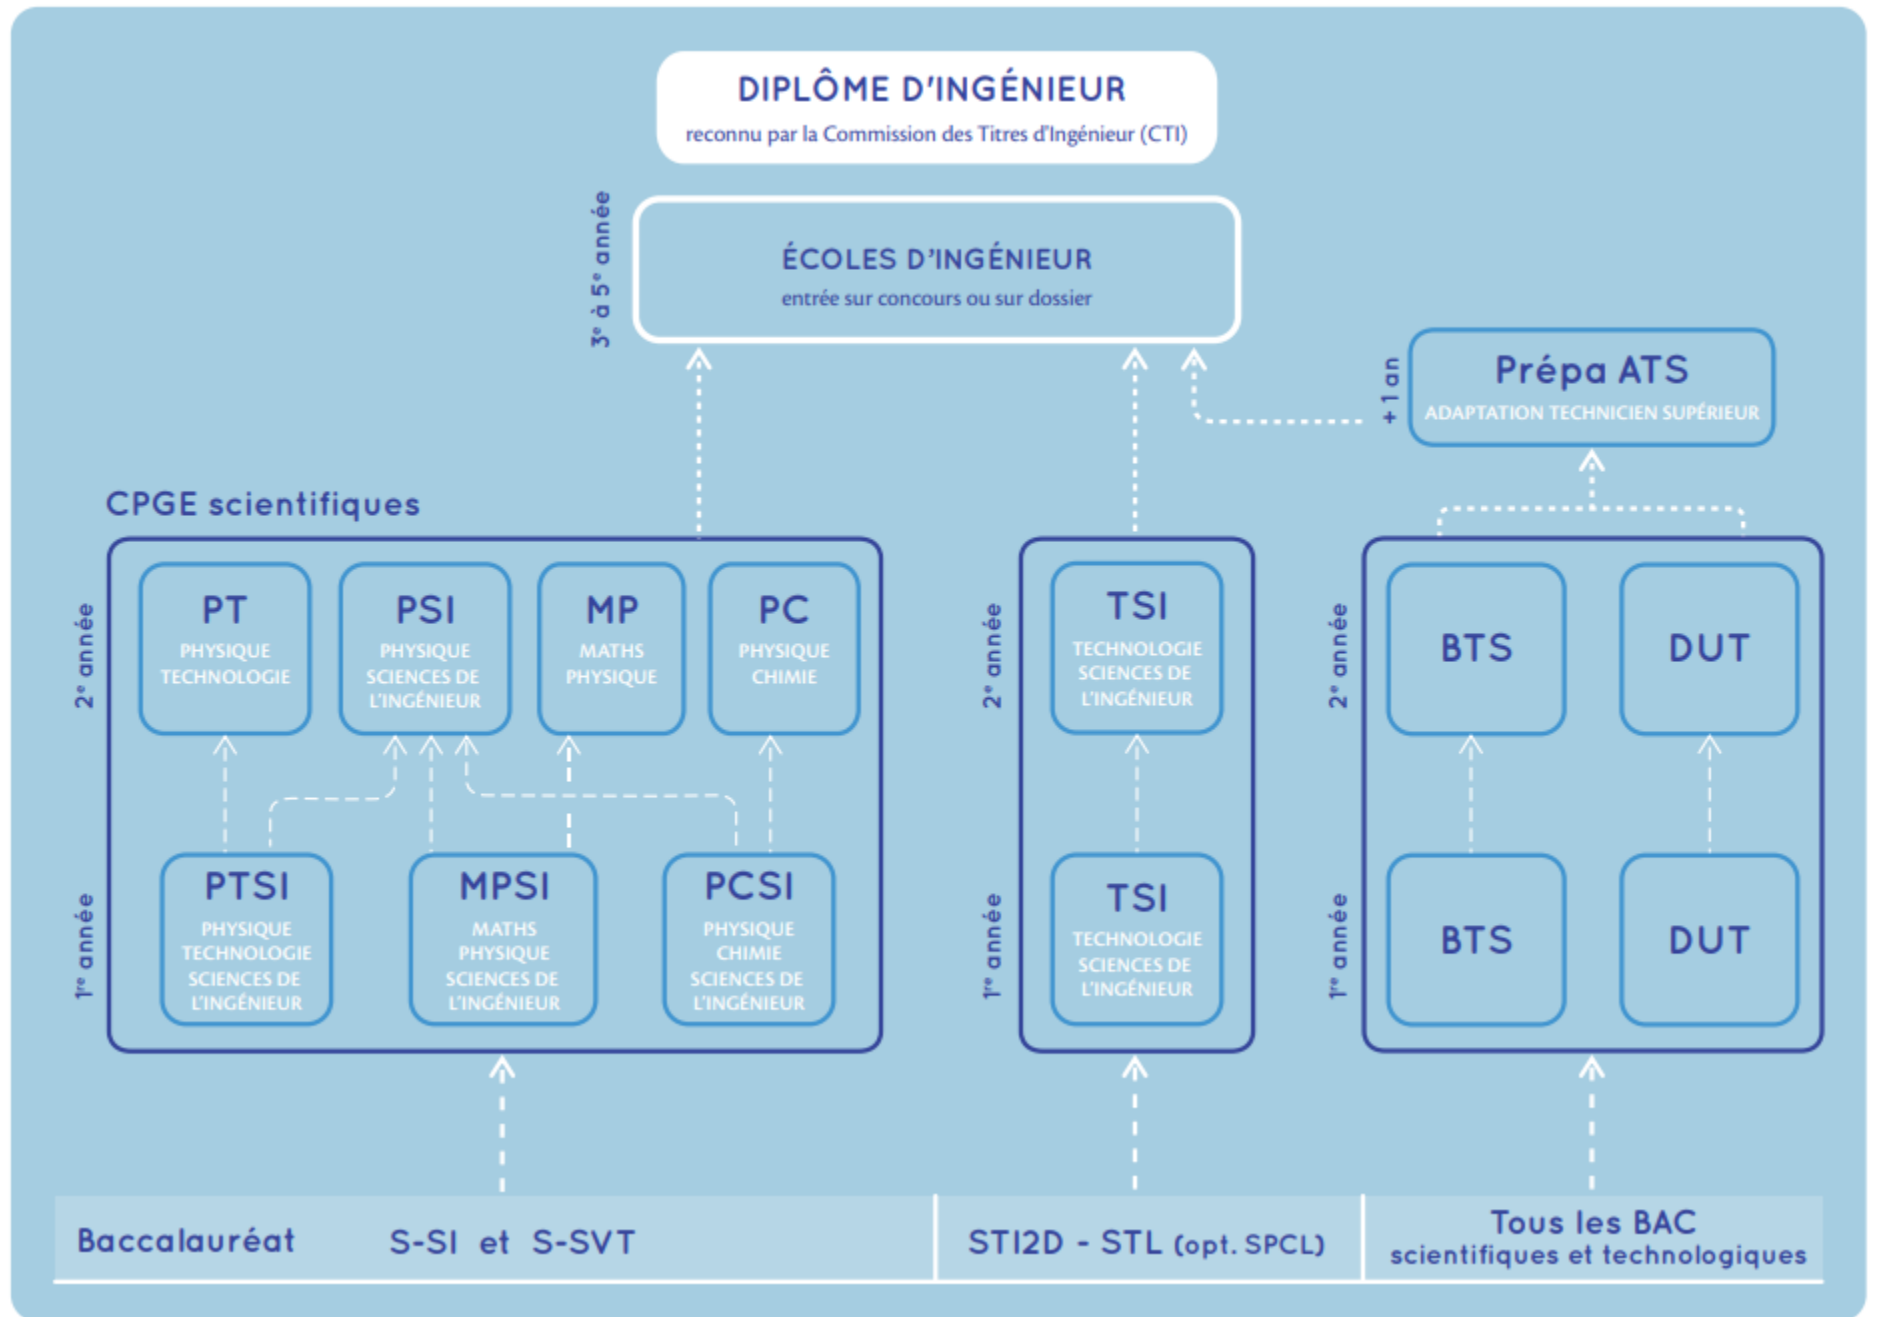 DIPLÔME D'INGÉNIEUR
reconnu par la Commission des Titres d'Ingénieur (CTI)
3e à 5e année
ÉCOLES D'INGÉNIEUR
entrée sur concours ou sur dossier
+ 1 an
Prépa ATS
ADAPTATION TECHNICIEN SUPÉRIEUR
CPGE scientifiques
2e année
PT
PHYSIQUE
TECHNOLOGIE
PSI
PHYSIQUE
SCIENCES DE
L'INGÉNIEUR
MP
MATHS
PHYSIQUE
PC
PHYSIQUE
CHIMIE
1re année
PTSI
PHYSIQUE
TECHNOLOGIE
SCIENCES DE
L'INGÉNIEUR
MPSI
MATHS
PHYSIQUE
SCIENCES DE
L'INGÉNIEUR
PCSI
PHYSIQUE
CHIMIE
SCIENCES DE
L'INGÉNIEUR
2e année
TSI
TECHNOLOGIE
SCIENCES DE
L'INGÉNIEUR
1re année
TSI
TECHNOLOGIE
SCIENCES DE
L'INGÉNIEUR
2e année
BTS
DUT
1re année
BTS
DUT
Baccalauréat S-SI et S-SVT
STI2D - STL (opt. SPCL)
Tous les BAC
scientifiques et technologiques